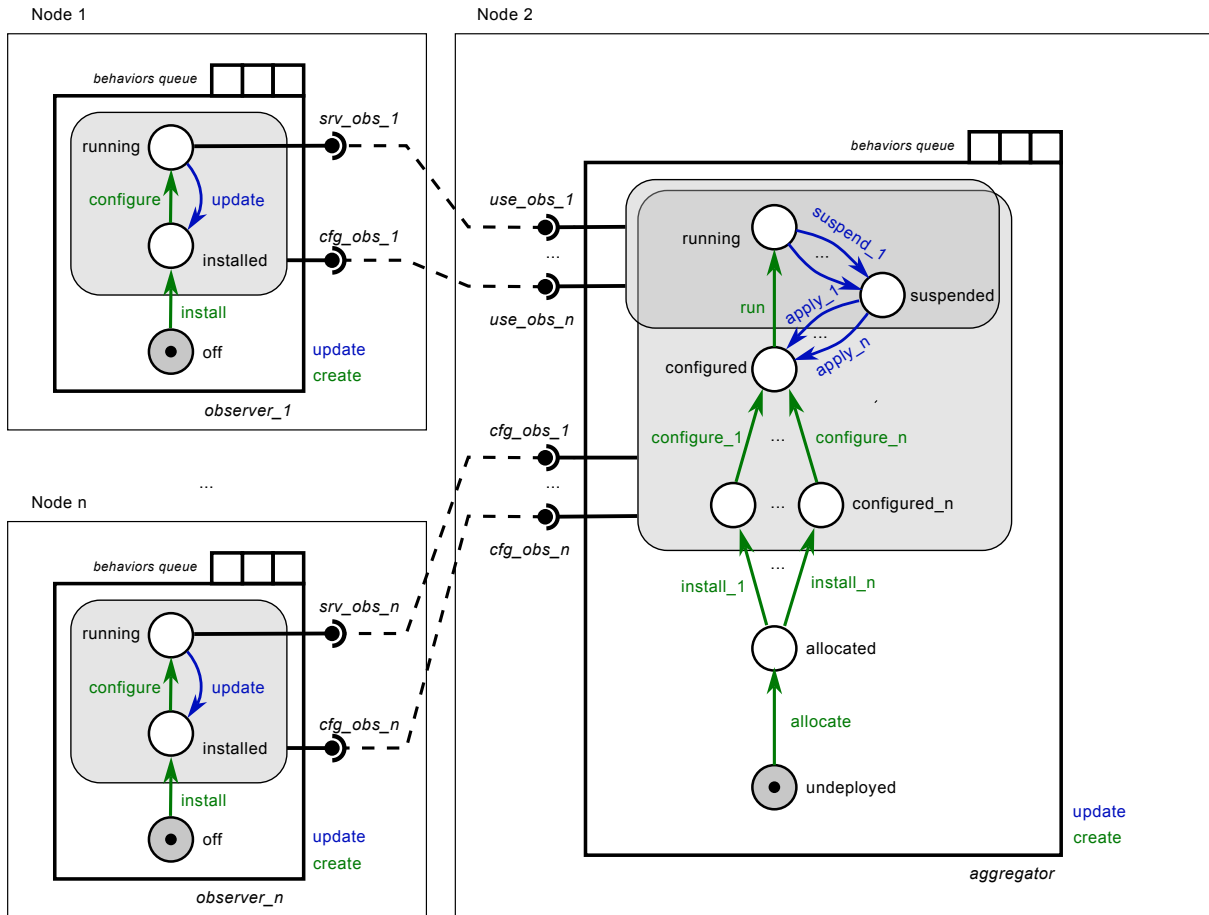 Node 1
behaviors queue
running
configure
update
installed
install
off
update
create
observer_1
srv_obs_1
cfg_obs_1
...
Node n
behaviors queue
running
configure
update
installed
install
off
update
create
observer_n
srv_obs_n
cfg_obs_n
Node 2
behaviors queue
use_obs_1
...
use_obs_n
cfg_obs_1
...
cfg_obs_n
running
suspend_1
...
suspended
run
apply_1
...
apply_n
configured
configure_1
...
configure_n
...
configured_n
...
install_1
install_n
allocated
allocate
undeployed
update
create
aggregator